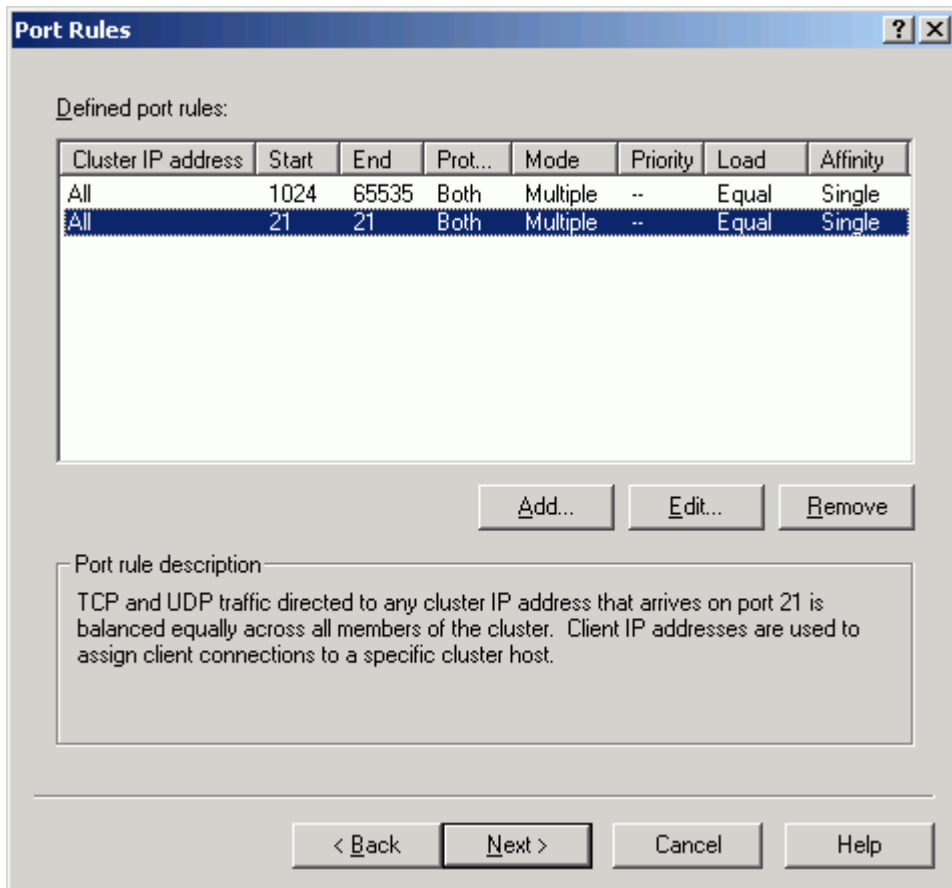 Port Rules
Defined port rules:
Cluster IP address Start End Prot... Mode Priority Load Affinity
All 1024 65535 Both Multiple -- Equal Single
All 21 21 Both Multiple -- Equal Single
Add... Edit... Remove
Port rule description
TCP and UDP traffic directed to any cluster IP address that arrives on port 21 is
balanced equally across all members of the cluster. Client IP addresses are used to
assign client connections to a specific cluster host.
< Back Next > Cancel Help